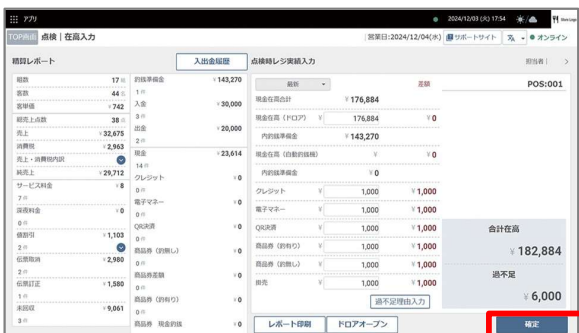 アプリ
2024/12/03 (火) 17:54
TOP画面 点検 | 在高入力
営業日:2024/12/04(水) サポートサイト オンライン
積算レポート 入出金履歴
組数 17
客数 44
客単価 ¥742
総売上点数 38
売上 ¥32,675
消費税 ¥2,963
売上・消費税内訳
純売上 ¥29,712
サービス料金 ¥8
7
深夜料金 ¥0
0
値割引 ¥1,103
2
伝票取消 ¥2,980
2
伝票訂正 ¥1,580
1
未回収 ¥9,061
3
釣銭準備金 ¥143,270
1
入金 ¥30,000
3
出金 ¥20,000
2
現金 ¥23,614
14
クレジット ¥0
0
電子マネー ¥0
0
QR決済 ¥0
0
商品券(釣無し) ¥0
0
商品券差額 ¥0
0
商品券(釣有り) ¥0
0
商品券 現金釣銭 ¥0
点検時レジ実績入力 担当者 |
最新 差額
現金在高合計 ¥176,884
現金在高(ドロア) ¥ 176,884 ¥0
内釣銭準備金 ¥143,270
現金在高(自動釣銭機) ¥ ¥0
内釣銭準備金 ¥0
クレジット ¥ 1,000 ¥1,000
電子マネー ¥ 1,000 ¥1,000
QR決済 ¥ 1,000 ¥1,000
商品券(釣有り) ¥ 1,000 ¥1,000
商品券(釣無し) ¥ 1,000 ¥1,000
掛売 ¥ 1,000 ¥1,000
過不足理由入力
POS:001
合計在高
¥182,884
過不足
¥6,000
レポート印刷 ドロアオープン 確定